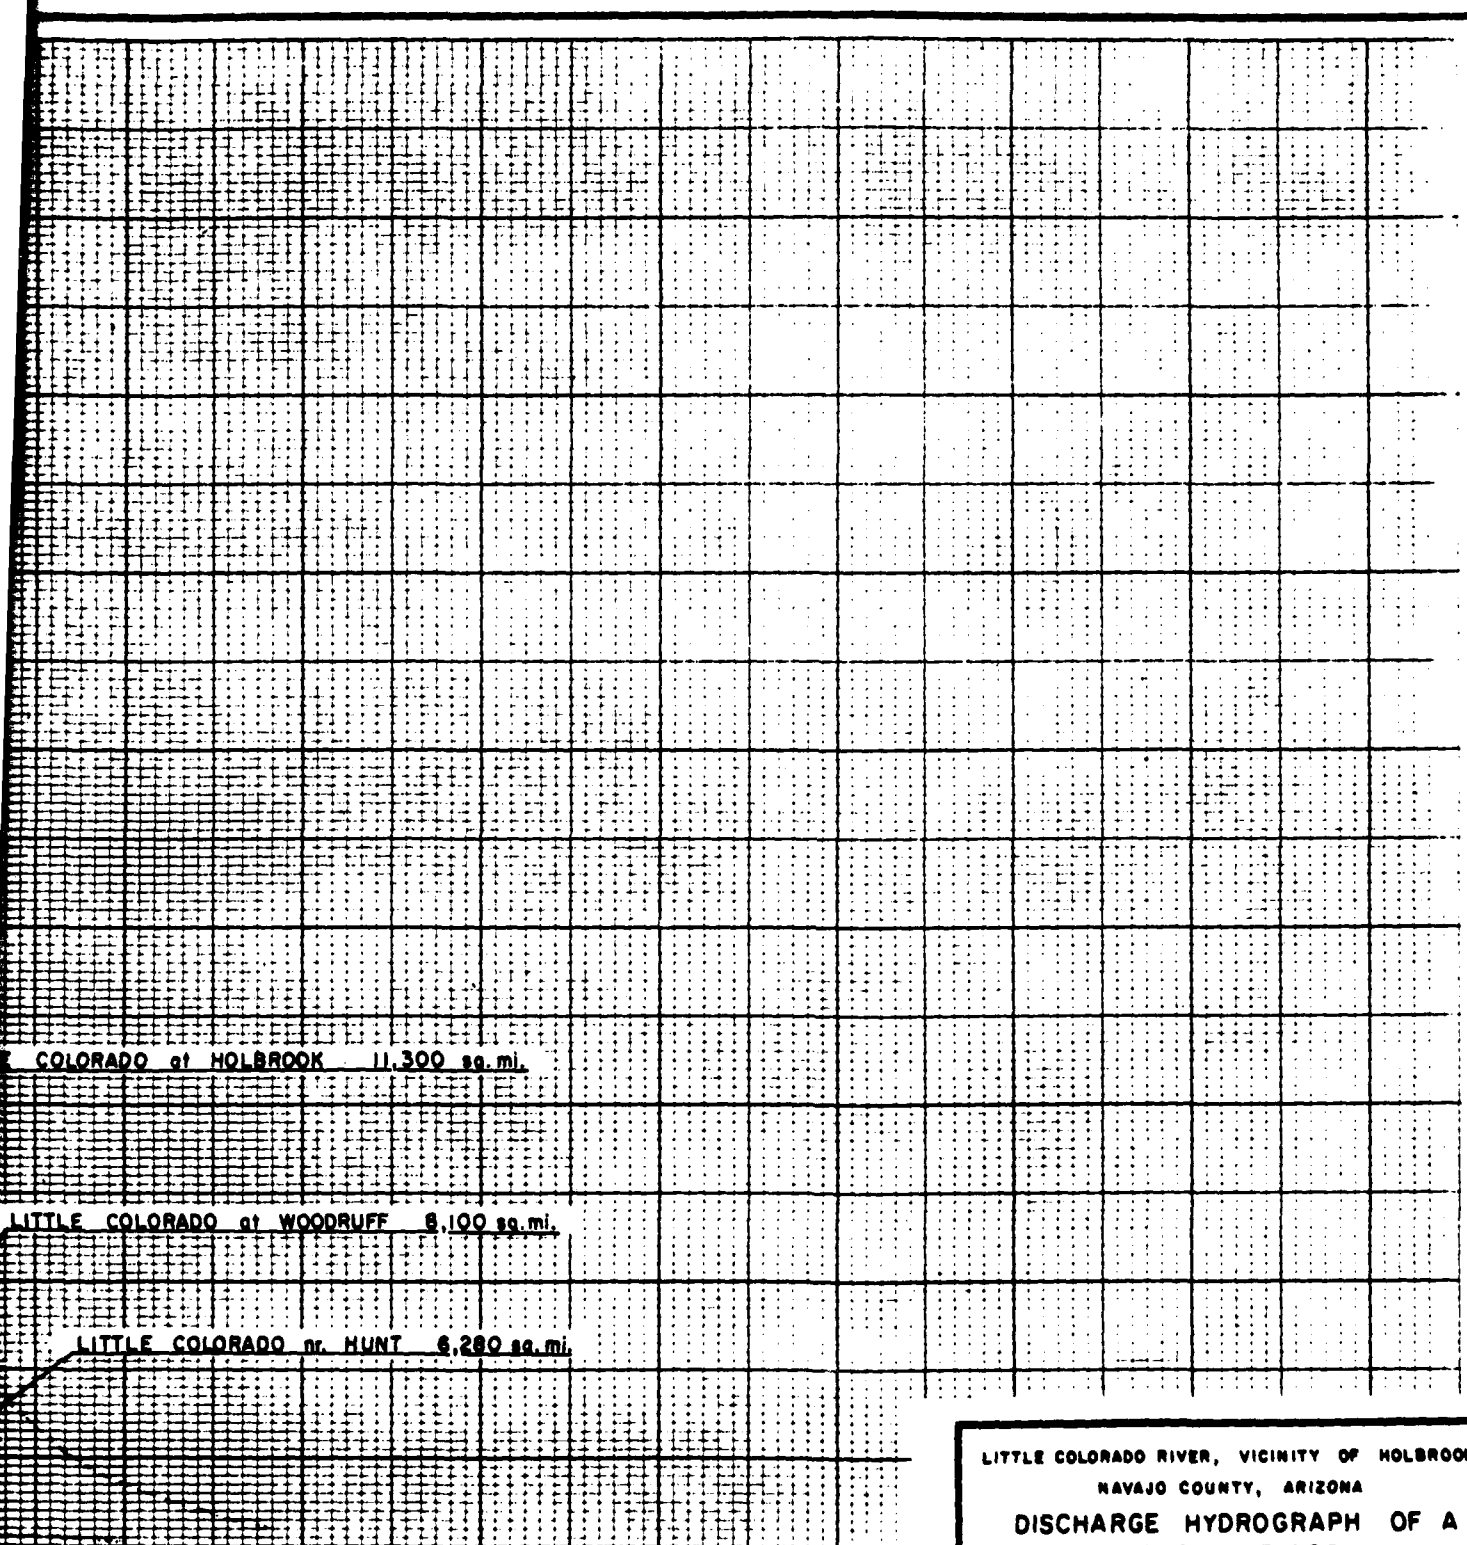 COLORADO at HOLBROOK 11,300 sq.mi.
LITTLE COLORADO at WOODRUFF 8,100 sq.mi.
LITTLE COLORADO nr. HUNT 6,280 sq.mi.
LITTLE COLORADO RIVER, VICINITY OF HOLBROOK
NAVAJO COUNTY, ARIZONA
DISCHARGE HYDROGRAPH OF A